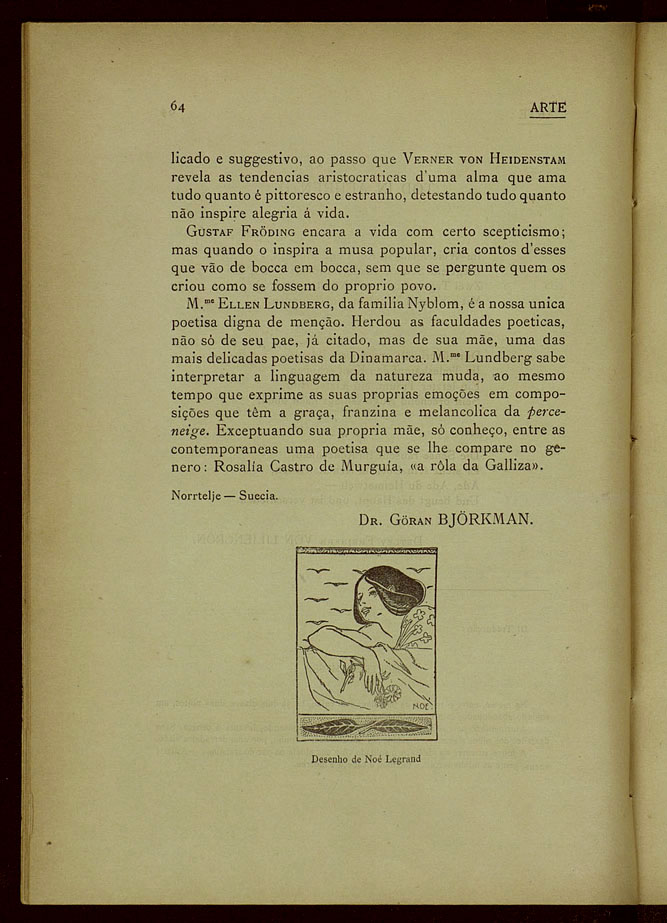 64 ARTE
licado e suggestivo, ao passo que VERNER VON HEIDENSTAM
revela as tendencias aristocraticas d'uma alma que ama
tudo quanto é pittoresco e estranho, detestando tudo quanto
não inspire alegria á vida.
GUSTAF FRÖDING encara a vida com certo scepticismo;
mas quando o inspira a musa popular, cria contos d'esses
que vão de bocca em bocca, sem que se pergunte quem os
criou como se fossem do proprio povo.
M.me ELLEN LUNDBERG, da familia Nyblom, é a nossa unica
poetisa digna de menção. Herdou as faculdades poeticas,
não só de seu pae, já citado, mas de sua mãe, uma das
mais delicadas poetisas da Dinamarca. M.me Lundberg sabe
interpretar a linguagem da natureza muda, ao mesmo
tempo que exprime as suas proprias emoções em compo-
sições que têm a graça, franzina e melancolica da perce-
neige. Exceptuando sua propria mãe, só conheço, entre as
contemporaneas uma poetisa que se lhe compare no ge-
nero: Rosalía Castro de Murguía, «a rôla da Galliza».
Norrtelje — Suecia.
DR. GÖRAN BJÖRKMAN.
NOÉ
Desenho de Noé Legrand